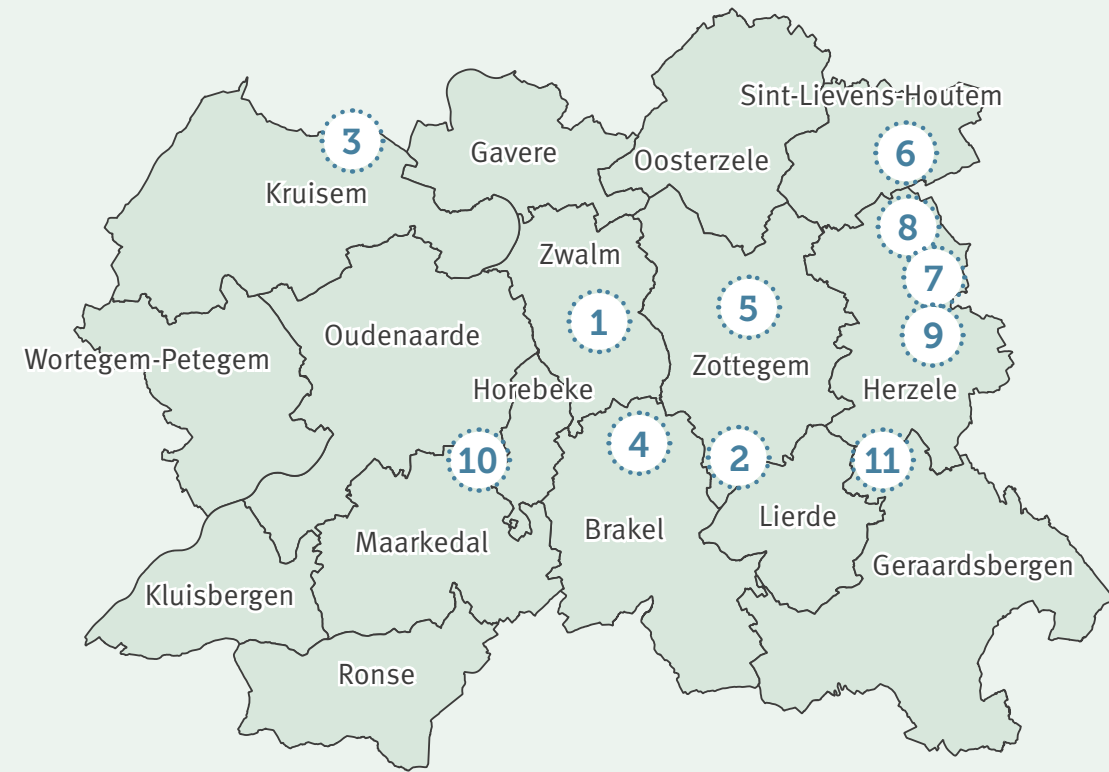 Sint-Lievens-Houtem
3
Gavere
Oosterzele
6
Kruisem
8
Zwalm
7
5
1
9
Oudenaarde
Wortegem-Petegem
Zottegem
Horebeke
Herzele
4
10
2
11
Lierde
Brakel
Maarkedal
Geraardsbergen
Kluisbergen
Ronse